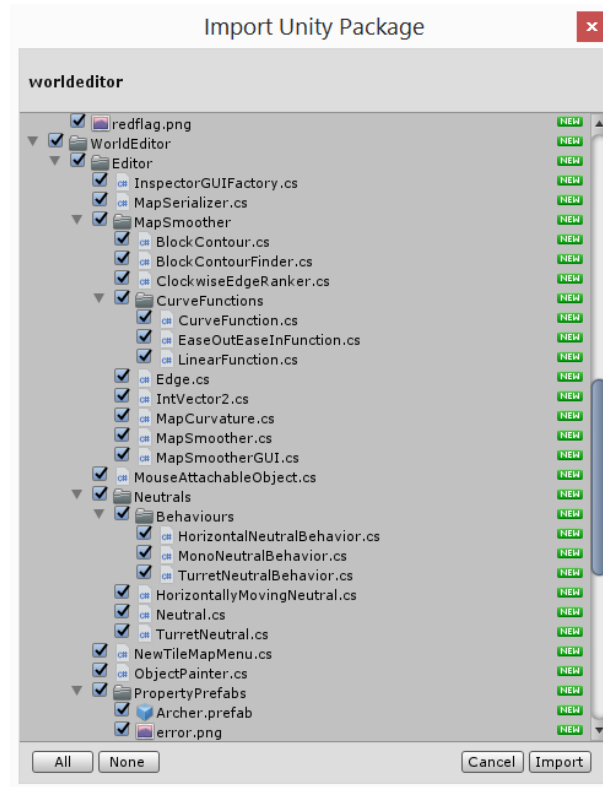 Import Unity Package
x
worldeditor
redflag.png NEW
WorldEditor NEW
Editor NEW
c# InspectorGUIFactory.cs NEW
c# MapSerializer.cs NEW
MapSmoother NEW
c# BlockContour.cs NEW
c# BlockContourFinder.cs NEW
c# ClockwiseEdgeRanker.cs NEW
CurveFunctions NEW
c# CurveFunction.cs NEW
c# EaseOutEaseInFunction.cs NEW
c# LinearFunction.cs NEW
c# Edge.cs NEW
c# IntVector2.cs NEW
c# MapCurvature.cs NEW
c# MapSmoother.cs NEW
c# MapSmootherGUI.cs NEW
c# MouseAttachableObject.cs NEW
Neutrals NEW
Behaviours NEW
c# HorizontalNeutralBehavior.cs NEW
c# MonoNeutralBehavior.cs NEW
c# TurretNeutralBehavior.cs NEW
c# HorizontallyMovingNeutral.cs NEW
c# Neutral.cs NEW
c# TurretNeutral.cs NEW
c# NewTileMapMenu.cs NEW
c# ObjectPainter.cs NEW
PropertyPrefabs NEW
Archer.prefab NEW
error.png NEW
All None Cancel Import